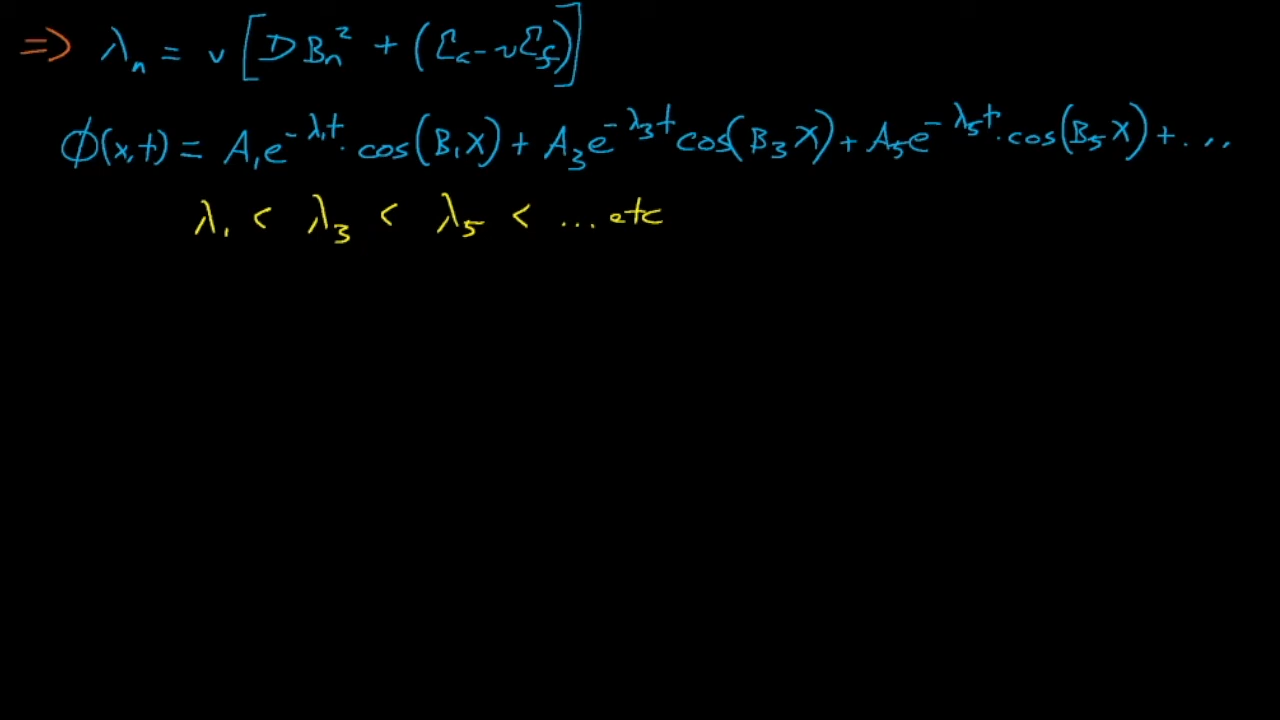 ⇒ λₙ = v [D Bₙ² + (Σₐ - νΣf)]
φ(x,t) = A₁e^(-λ₁t) · cos(B₁x) + A₃e^(-λ₃t) cos(B₃x) + A₅e^(-λ₅t) · cos(B₅x) + ....
λ₁ < λ₃ < λ₅ < ... etc